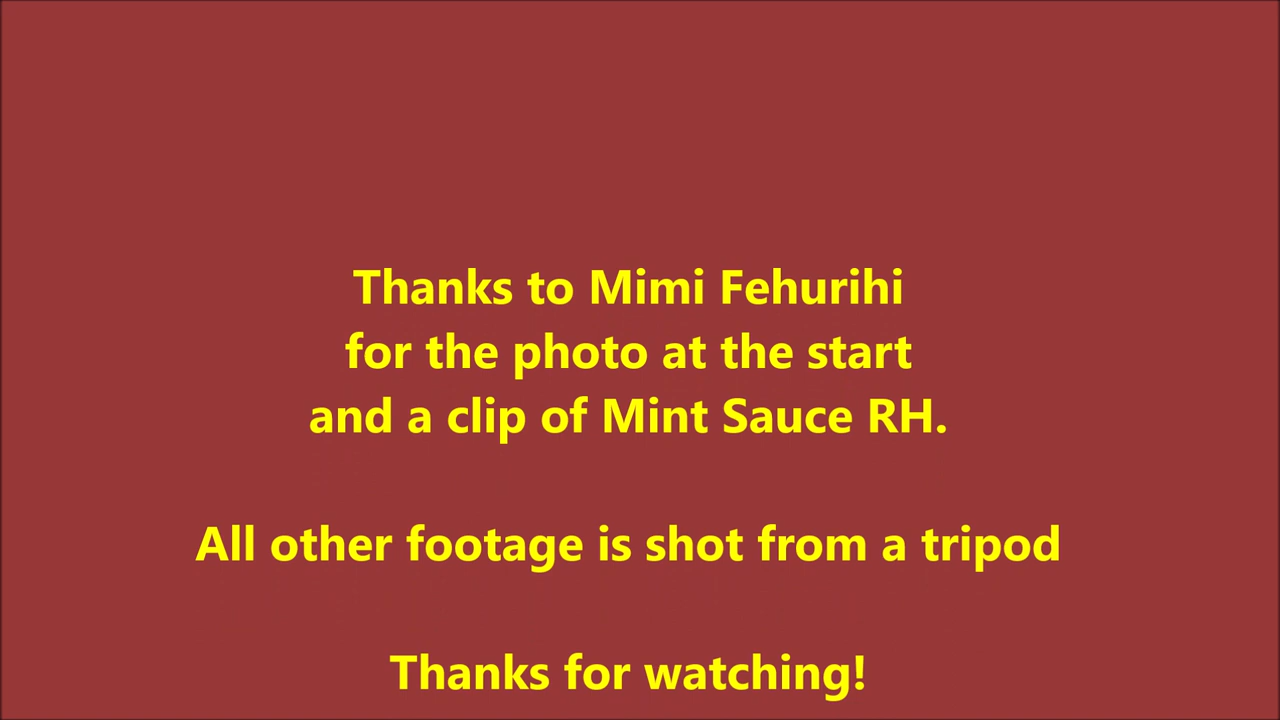 Thanks to Mimi Fehurihi
for the photo at the start
and a clip of Mint Sauce RH.
All other footage is shot from a tripod
Thanks for watching!